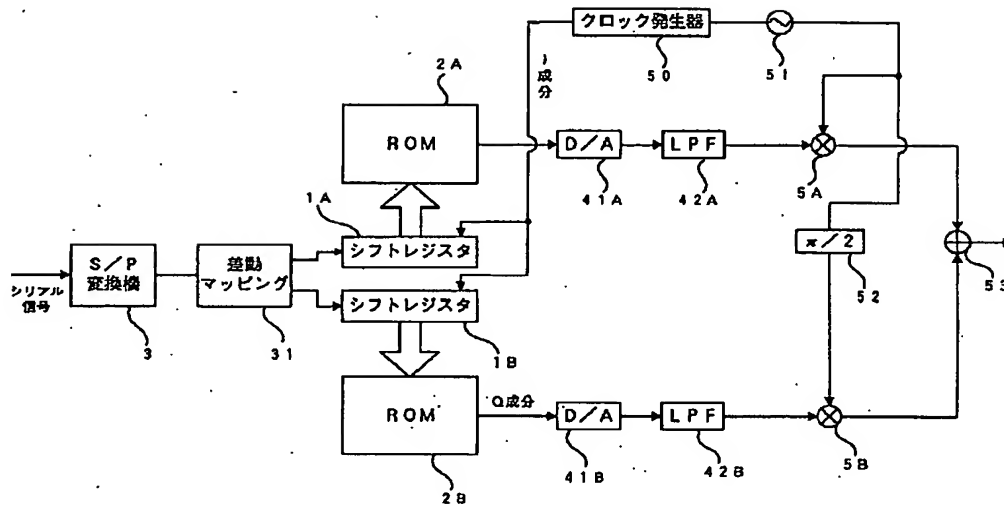 クロック発生器
50
51
I
成分
2A
ROM
D/A
41A
LPF
42A
5A
1A
シフトレジスタ
π/2
52
53
シリアル
信号
S/P
変換機
3
差動
マッピング
31
シフトレジスタ
1B
ROM
2B
Q成分
D/A
41B
LPF
42B
5B